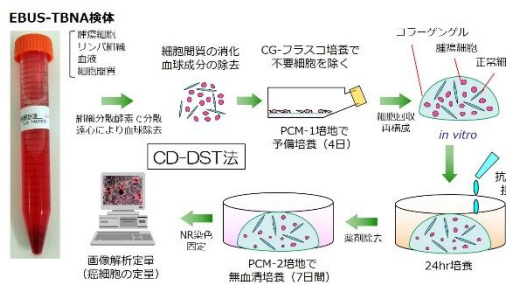 EBUS-TBNA検体
腫瘍細胞
リンパ組織
血液
細胞間質
細胞分散酵素で分散
遠心により血球除去
細胞間質の消化
血球成分の除去
CG-フラスコ培養で
不要細胞を除く
PCM-1培地で
予備培養(4日)
細胞回収
再構成
コラーゲンゲル
腫瘍細胞
正常細
in vitro
抗
接
24hr培養
薬剤除去
PCM-2培地で
無血清培養(7日間)
NR染色
固定
画像解析定量
(癌細胞の定量)
CD-DST法